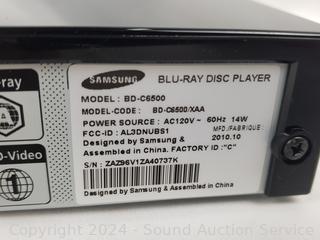 -ray
A
D-Video
SAMSUNG BLU-RAY DISC PLAYER
MODEL : BD-C6500
MODEL-CODE : BD-C6500/XAA
POWER SOURCE : AC120V~ 60Hz 14W
FCC-ID : AL3DNUBS1 MFD./FABRIQUE :
Designed by Samsung & 2010.10
Assembled in China. FACTORY ID : "C"
S/N : ZAZ96V1ZA40737K
Designed by Samsung & Assembled in China
Copyright © 2024 - Sunday Auction Service